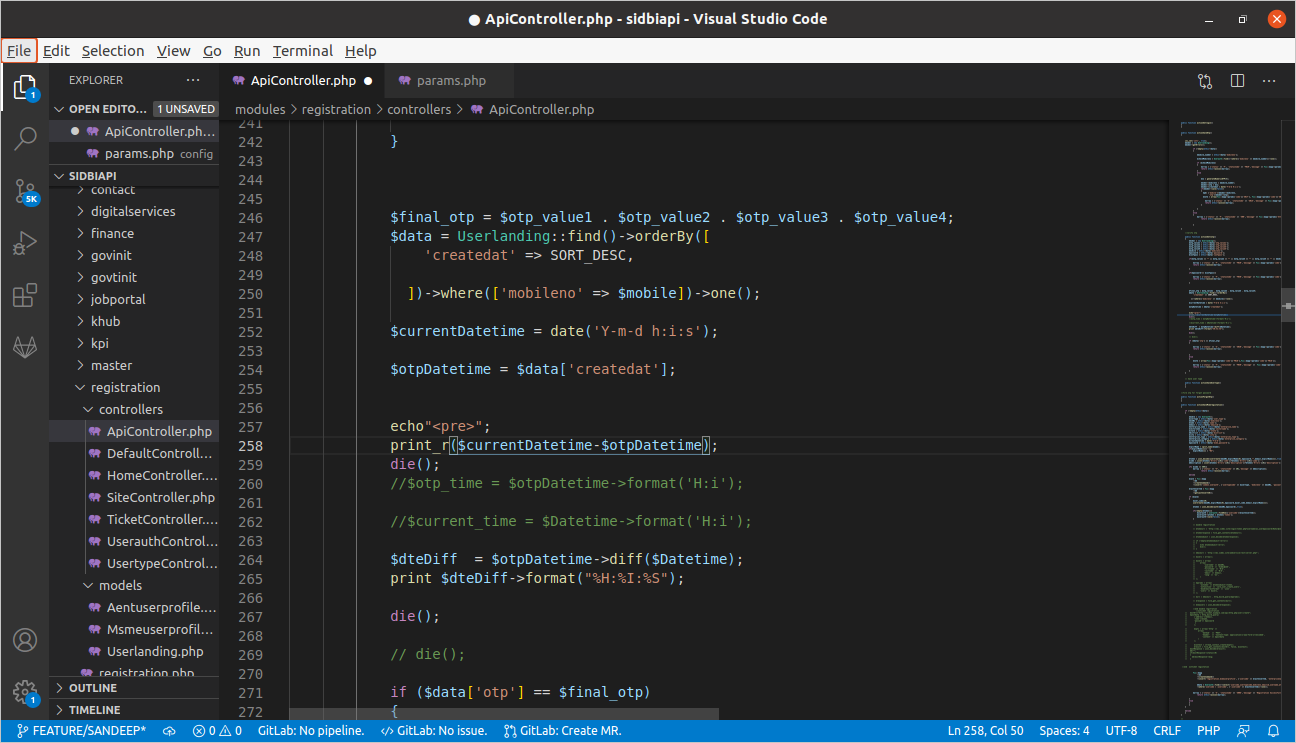 ● ApiController.php - sidbiapi - Visual Studio Code
File Edit Selection View Go Run Terminal Help
EXPLORER
ApiController.php
params.php
OPEN EDITO... 1 UNSAVED
ApiController.ph...
params.php config
SIDBIAPI
contact
digitalservices
finance
govinit
govtinit
jobportal
khub
kpi
master
registration
controllers
ApiController.php
DefaultControll...
HomeController....
SiteController.php
TicketController....
UserauthControl...
UsertypeControl...
models
Aentuserprofile....
Msmeuserprofil...
Userlanding.php
registration.php
OUTLINE
TIMELINE
1
5K
1
modules > registration > controllers > ApiController.php
241
242 }
243
244
245
246 $final_otp = $otp_value1 . $otp_value2 . $otp_value3 . $otp_value4;
247 $data = Userlanding::find()->orderBy([
248 'createdat' => SORT_DESC,
249
250 ])->where(['mobileno' => $mobile])->one();
251
252 $currentDatetime = date('Y-m-d h:i:s');
253
254 $otpDatetime = $data['createdat'];
255
256
257 echo"<pre>";
258 print_r($currentDatetime-$otpDatetime);
259 die();
260 //$otp_time = $otpDatetime->format('H:i');
261
262 //$current_time = $Datetime->format('H:i');
263
264 $dteDiff  = $otpDatetime->diff($Datetime);
265 print $dteDiff->format("%H:%I:%S");
266
267 die();
268
269 // die();
270
271 if ($data['otp'] == $final_otp)
272 {
FEATURE/SANDEEP* 0 0 GitLab: No pipeline. GitLab: No issue. GitLab: Create MR. Ln 258, Col 50 Spaces: 4 UTF-8 CRLF PHP